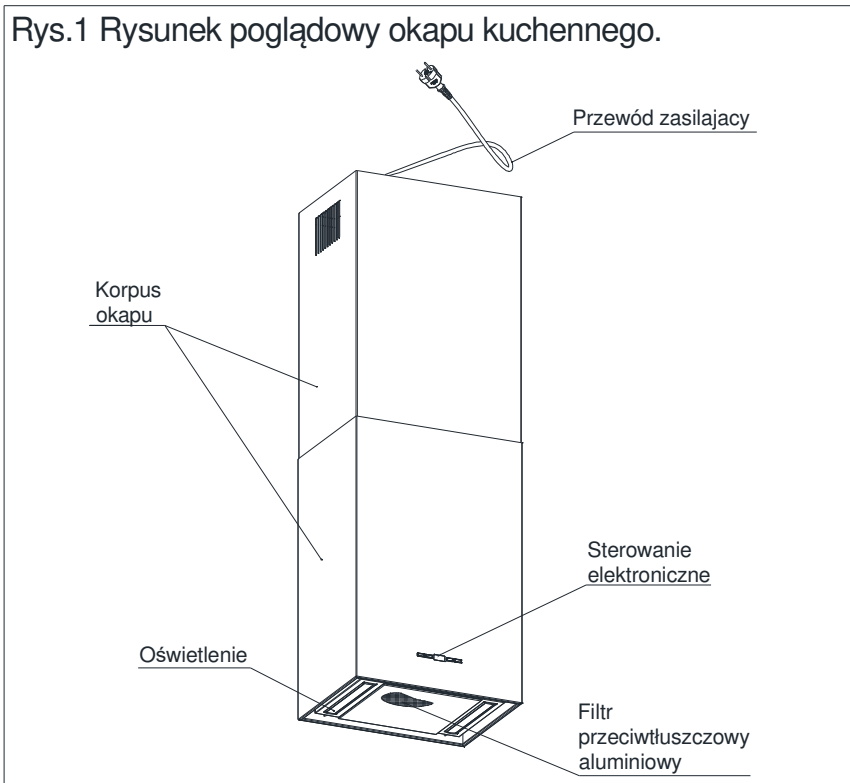 Rys.1 Rysunek poglądowy okapu kuchennego.
Przewód zasilajacy
Korpus
okapu
Sterowanie
elektroniczne
Oświetlenie
Filtr
przeciwtłuszczowy
aluminiowy